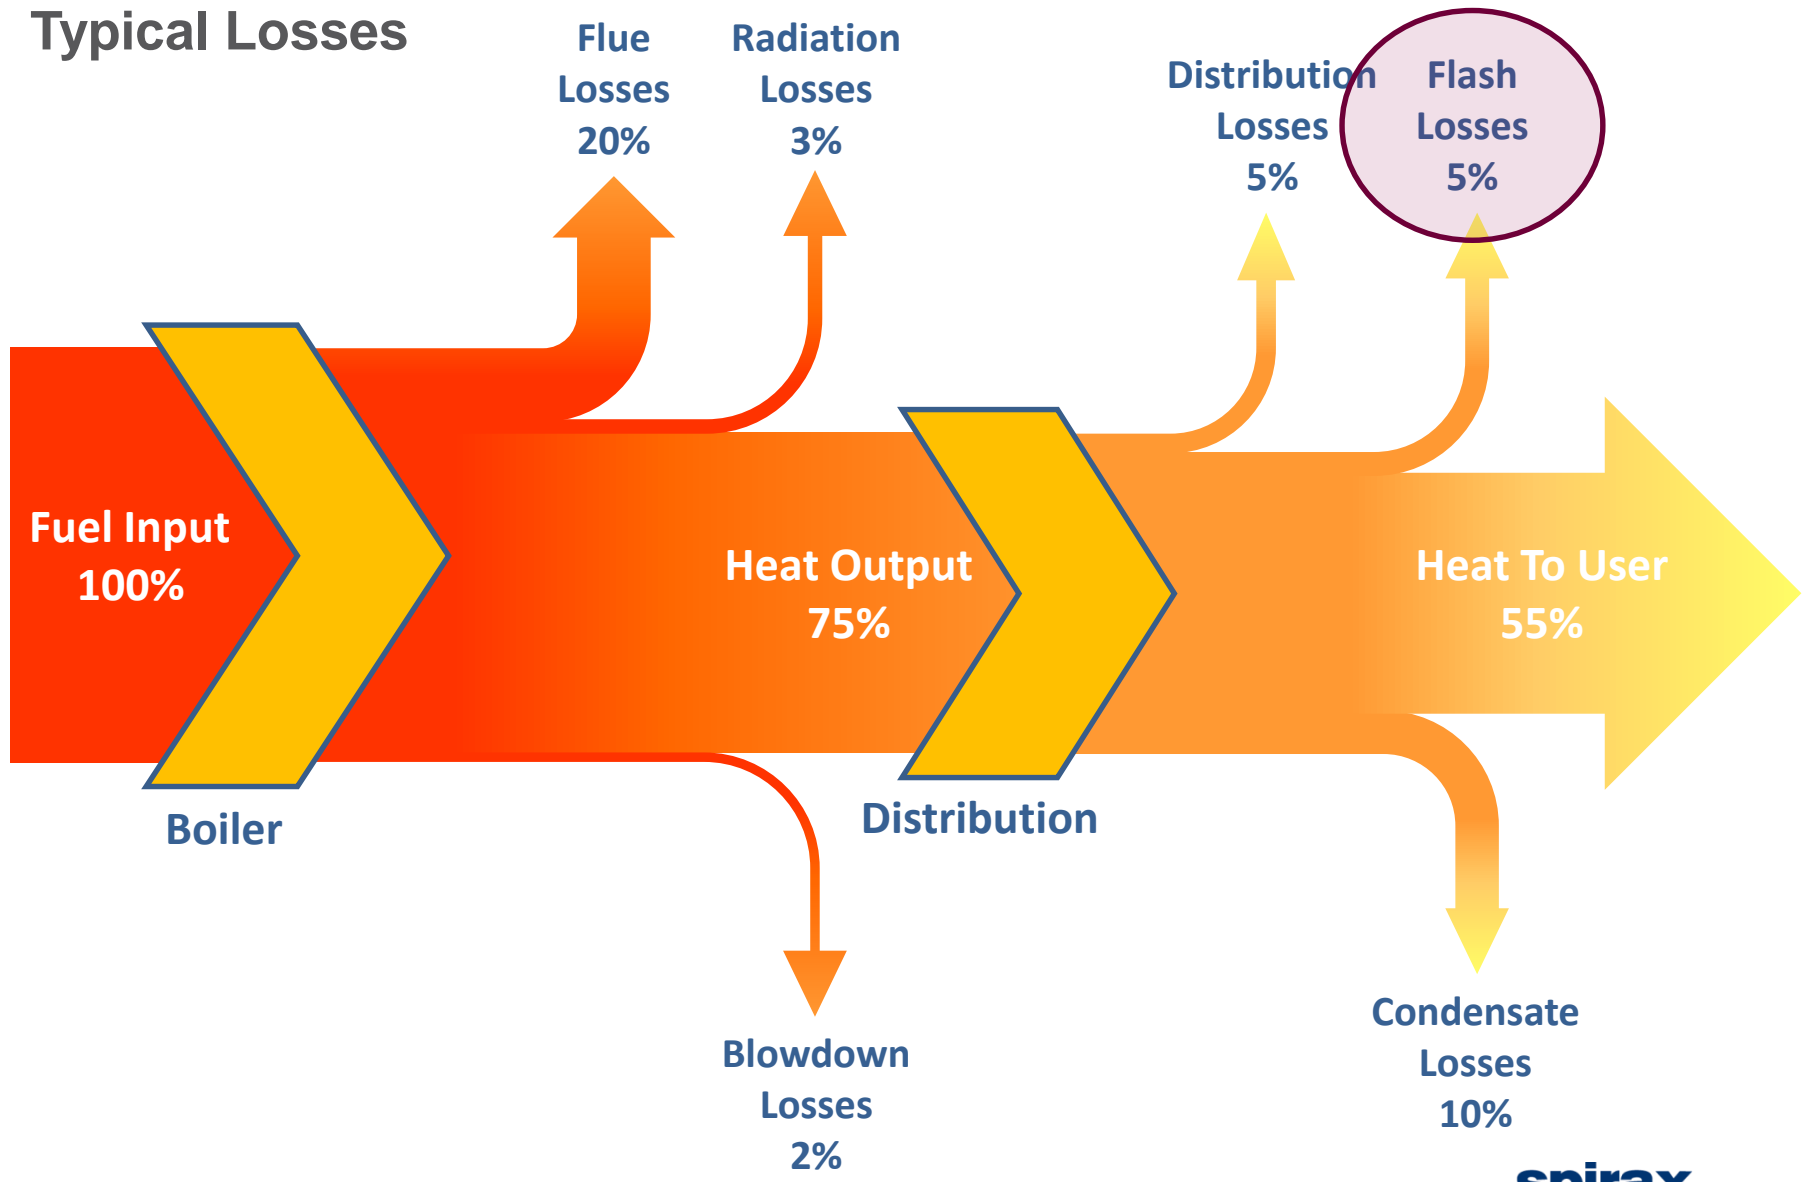 Typical Losses
Flue
Losses
20%
Radiation
Losses
3%
Distribution
Losses
5%
Flash
Losses
5%
Fuel Input
100%
Heat Output
75%
Heat To User
55%
Boiler
Distribution
Blowdown
Losses
2%
Condensate
Losses
10%
spirax